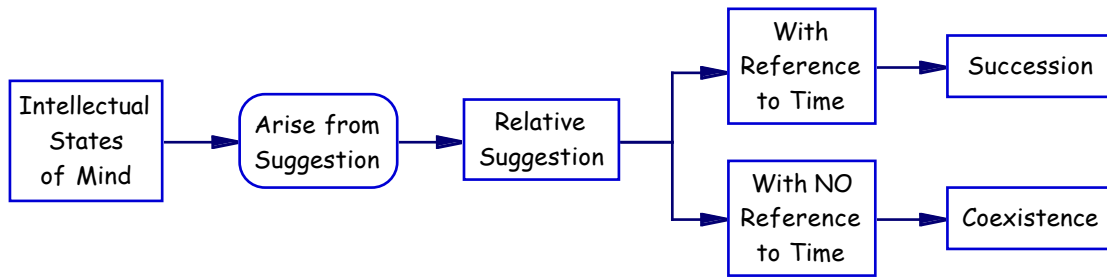 Intellectual
States
of Mind
Arise from
Suggestion
Relative
Suggestion
With
Reference
to Time
Succession
With NO
Reference
to Time
Coexistence